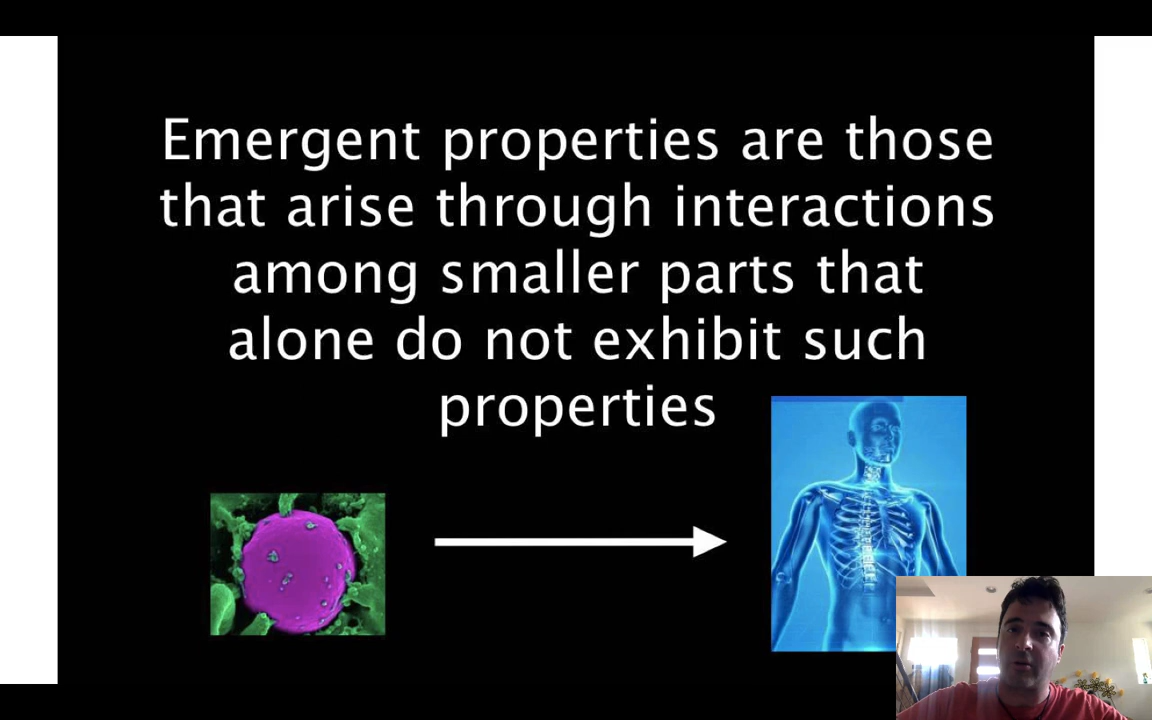 Emergent properties are those
that arise through interactions
among smaller parts that
alone do not exhibit such
properties